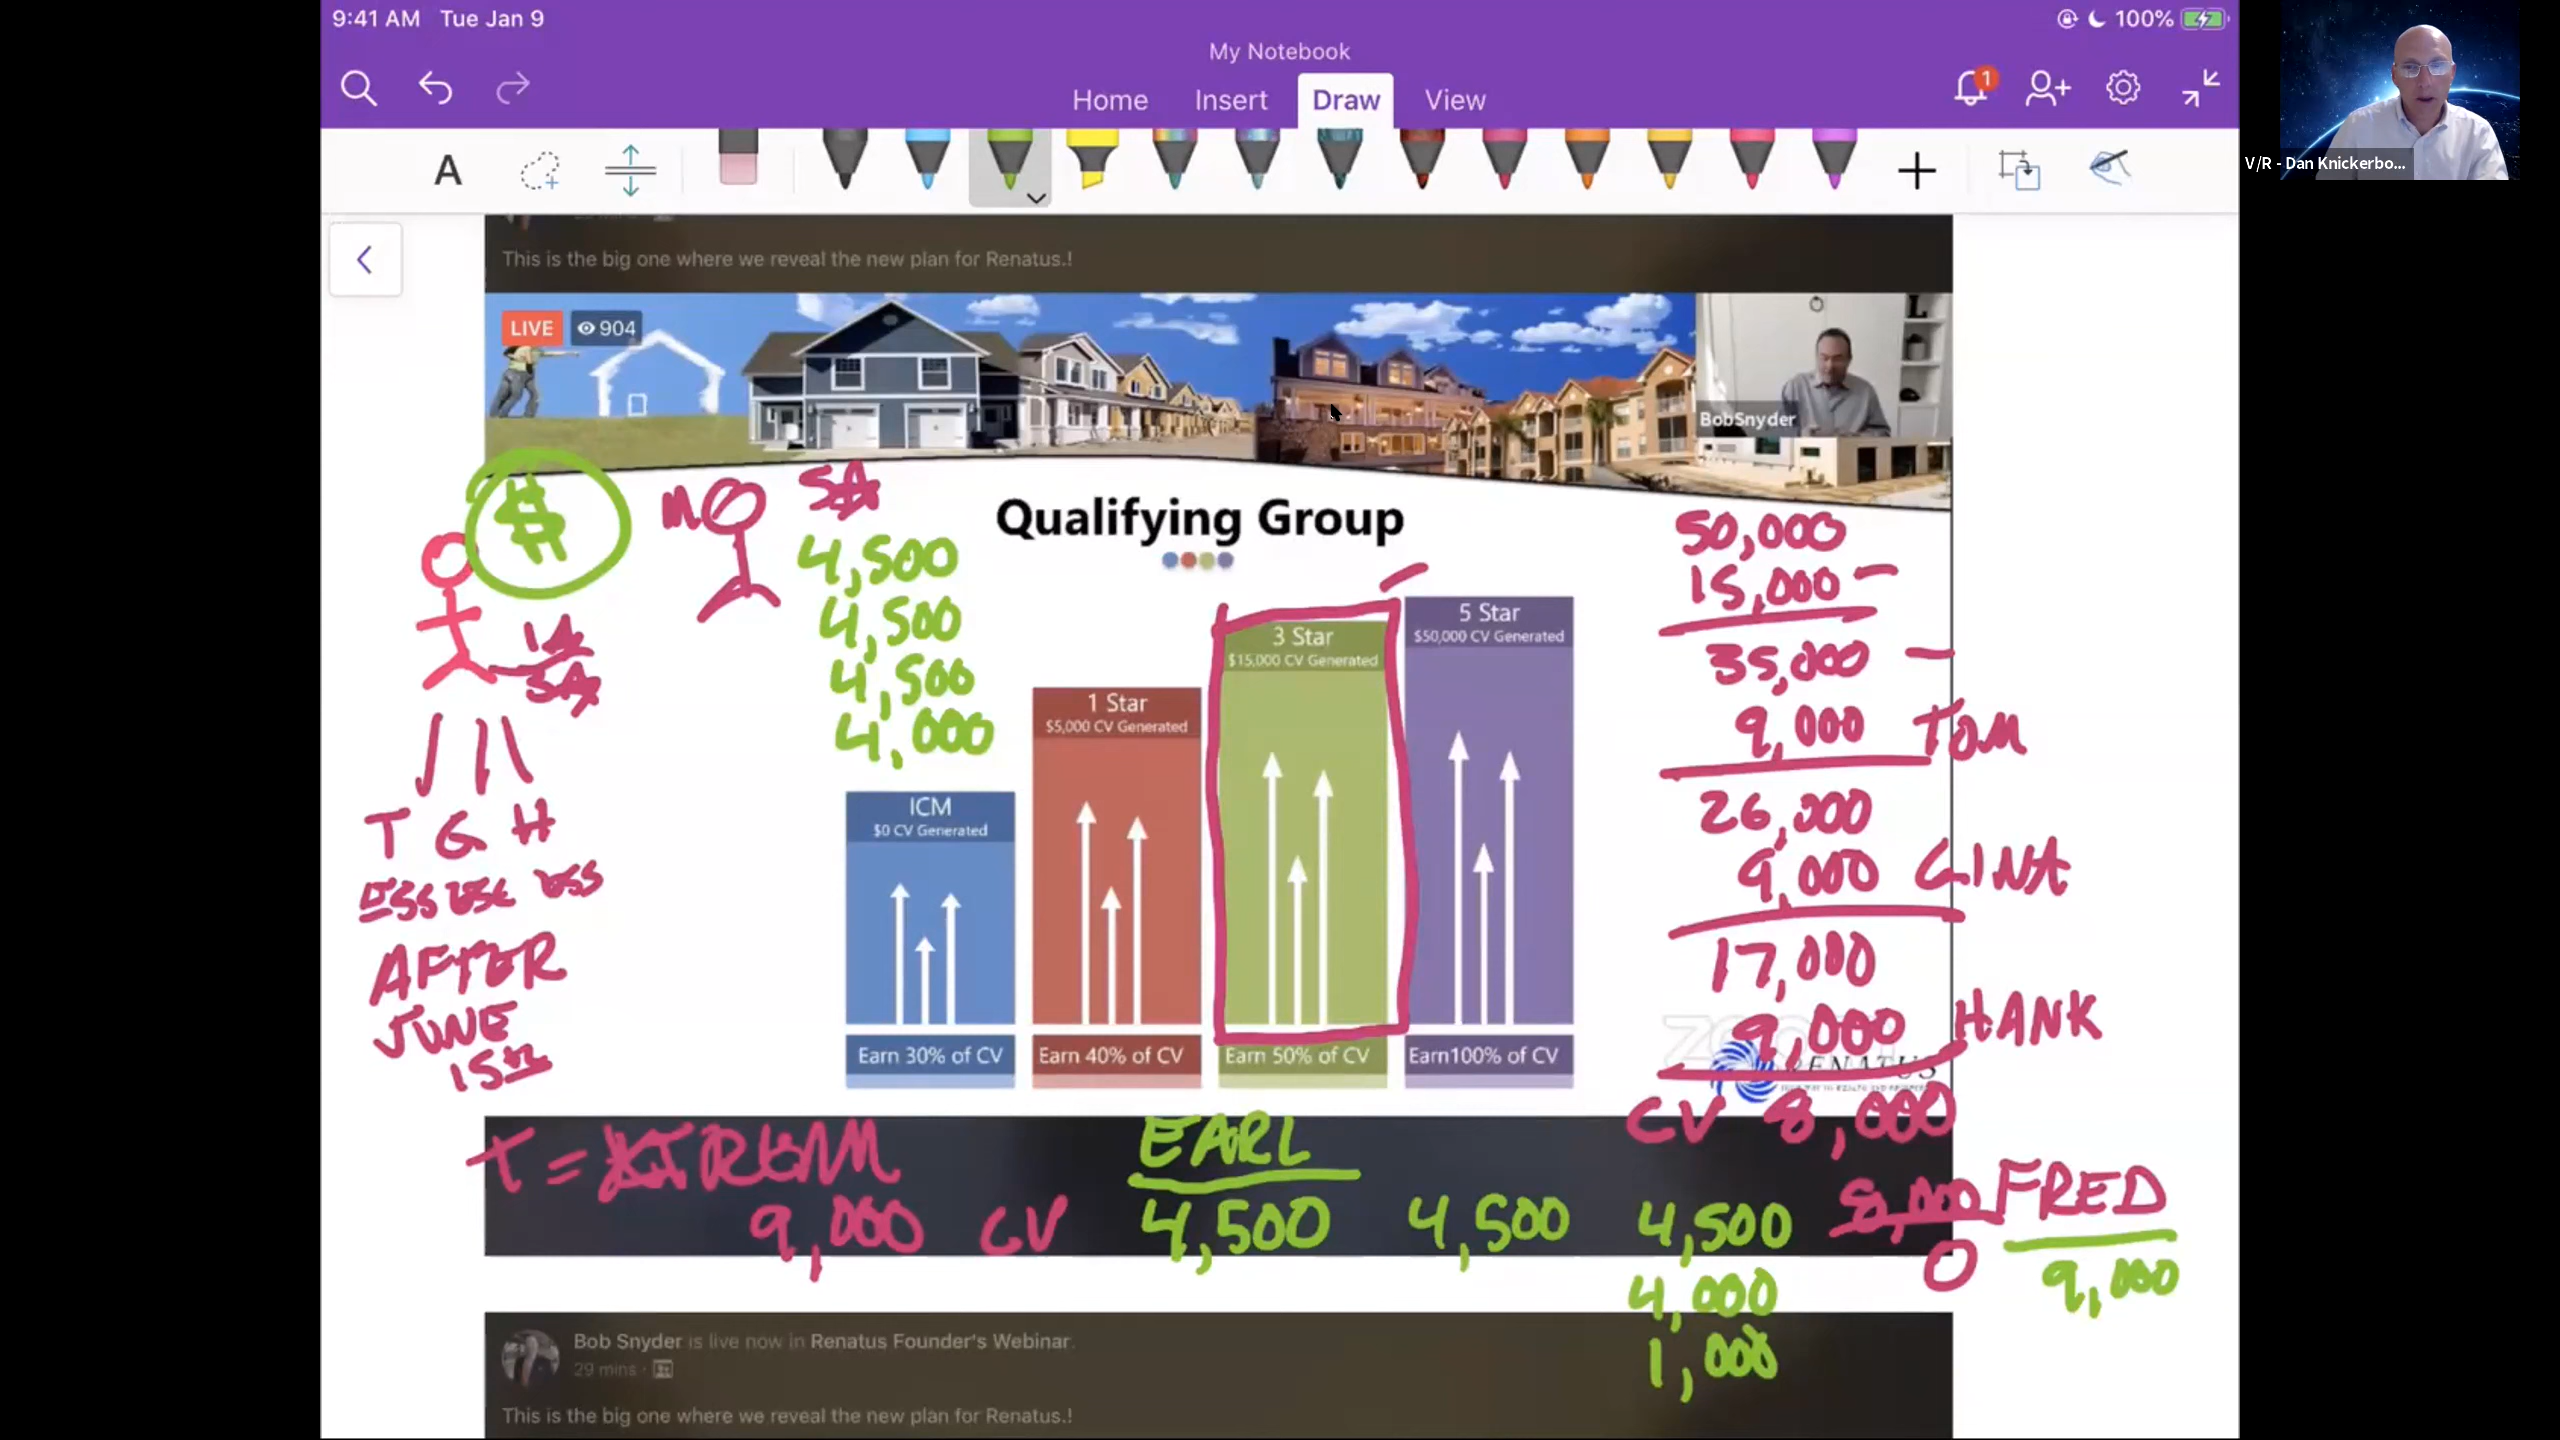 9:41 AM Tue Jan 9
100%
My Notebook
Home Insert Draw View
1
V/R - Dan Knickerbo...
A
This is the big one where we reveal the new plan for Renatus.!
LIVE 904
BobSnyder
Qualifying Group
$
M
5
4,500
4,500
4,500
4,000
T G H
AFTER
JUNE
15th
ICM
$0 CV Generated
Earn 30% of CV
1 Star
$5,000 CV Generated
Earn 40% of CV
3 Star
$15,000 CV Generated
Earn 50% of CV
5 Star
$50,000 CV Generated
Earn100% of CV
50,000
15,000 -
35,000 -
9,000 TOM
26,000
9,000 GINA
17,000
9,000 HANK
RENATUS
CV 8,000
8,000 FRED
0 9,000
T =
9,000 CV
EARL
4,500 4,500 4,500
4,000
1,000
Bob Snyder is live now in Renatus Founder's Webinar.
29 mins ·
This is the big one where we reveal the new plan for Renatus.!